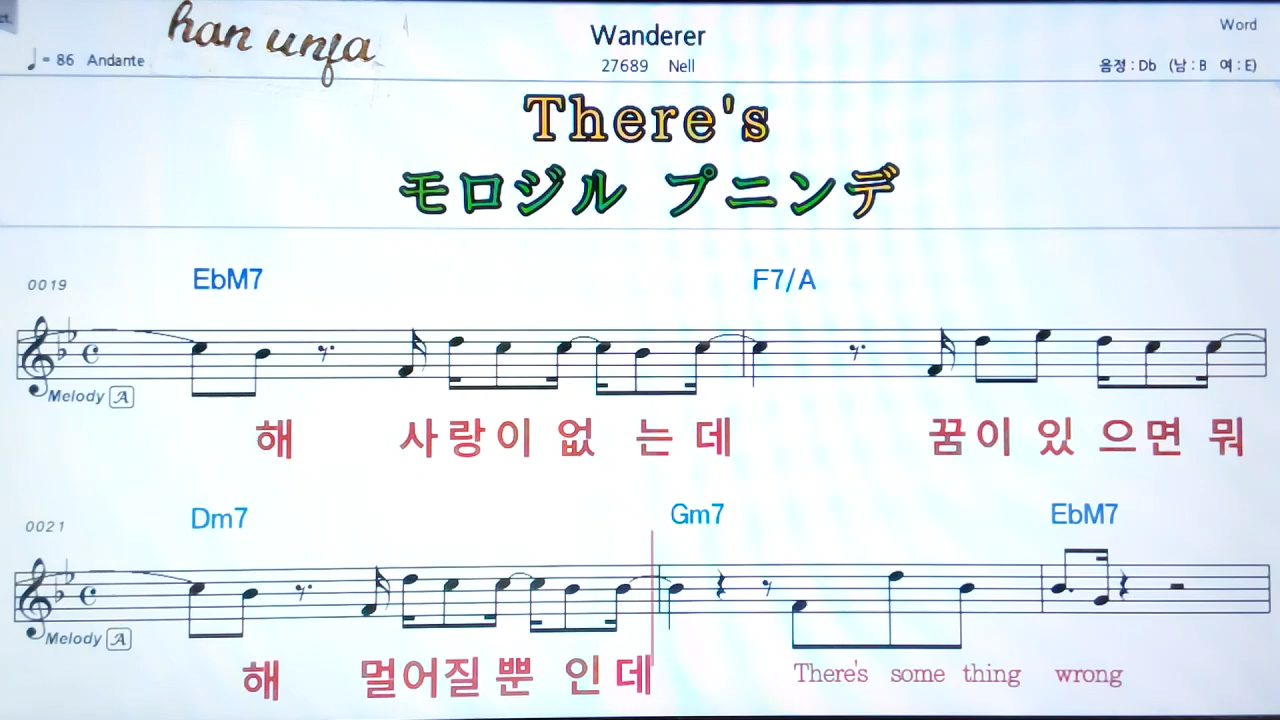 ct.
han unfa
Wanderer
Word
♩= 86 Andante
27689 Nell
음정 : Db (남 : B 여 : E)
There's
モロジル プニンデ
0019
EbM7
F7/A
Melody A
해 사랑이 없 는 데 꿈이 있 으면 뭐
0021
Dm7
Gm7
EbM7
Melody A
해 멀어질 뿐 인 데 There's some thing wrong